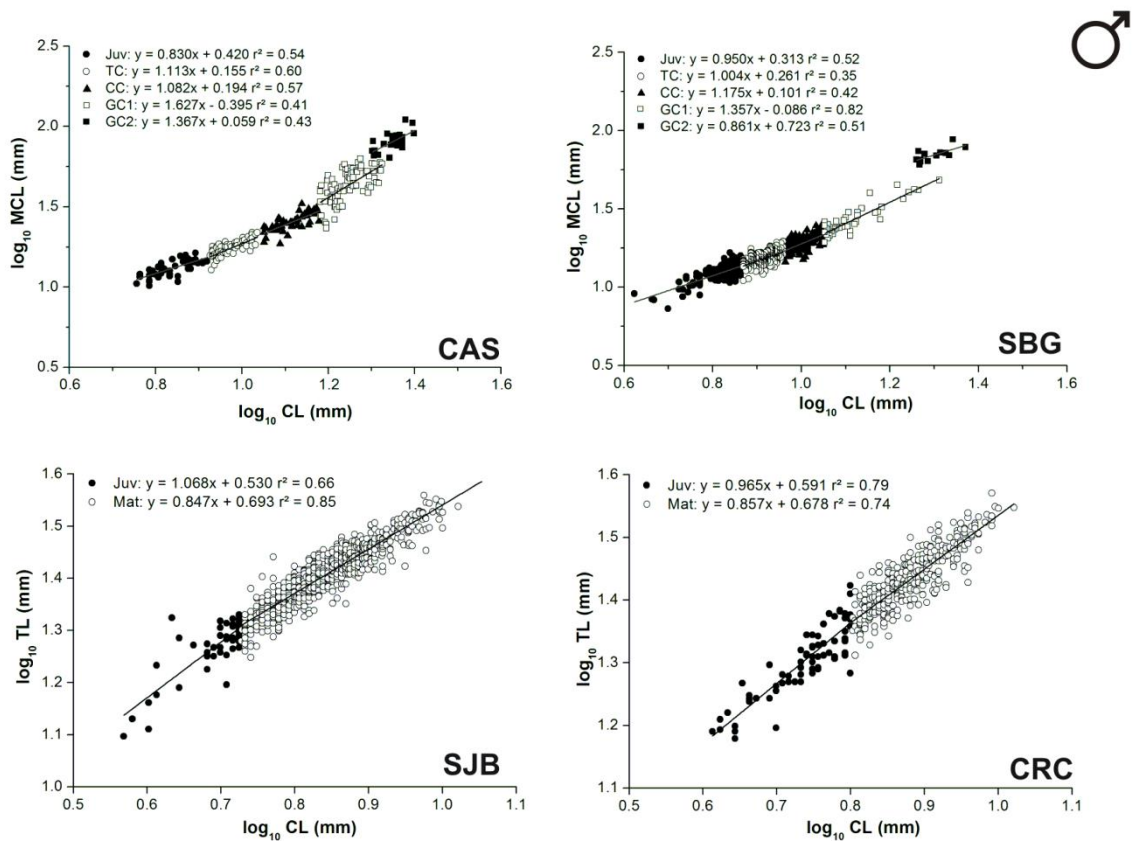 2.5
2.0
1.5
1.0
0.5
log₁₀ MCL (mm)
Juv: y = 0.830x + 0.420 r² = 0.54
TC: y = 1.113x + 0.155 r² = 0.60
CC: y = 1.082x + 0.194 r² = 0.57
GC1: y = 1.627x - 0.395 r² = 0.41
GC2: y = 1.367x + 0.059 r² = 0.43
CAS
0.6 0.8 1.0 1.2 1.4 1.6
log₁₀ CL (mm)
♂
2.5
2.0
1.5
1.0
0.5
log₁₀ MCL (mm)
Juv: y = 0.950x + 0.313 r² = 0.52
TC: y = 1.004x + 0.261 r² = 0.35
CC: y = 1.175x + 0.101 r² = 0.42
GC1: y = 1.357x - 0.086 r² = 0.82
GC2: y = 0.861x + 0.723 r² = 0.51
SBG
0.6 0.8 1.0 1.2 1.4 1.6
log₁₀ CL (mm)
1.6
1.5
1.4
1.3
1.2
1.1
1.0
log₁₀ TL (mm)
Juv: y = 1.068x + 0.530 r² = 0.66
Mat: y = 0.847x + 0.693 r² = 0.85
SJB
0.5 0.6 0.7 0.8 0.9 1.0 1.1
log₁₀ CL (mm)
1.6
1.5
1.4
1.3
1.2
1.1
log₁₀ TL (mm)
Juv: y = 0.965x + 0.591 r² = 0.79
Mat: y = 0.857x + 0.678 r² = 0.74
CRC
0.5 0.6 0.7 0.8 0.9 1.0 1.1
log₁₀ CL (mm)